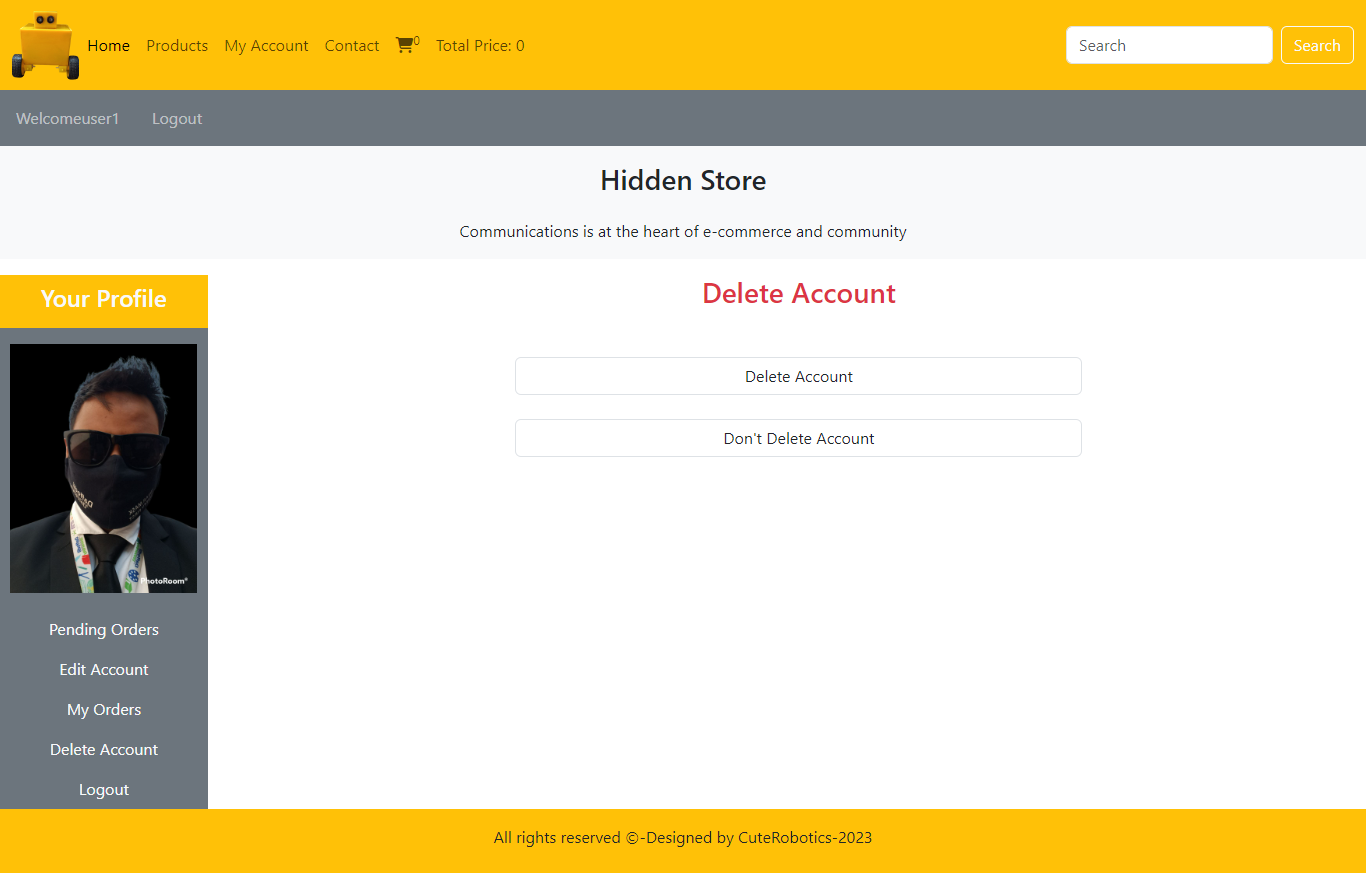 Home Products My Account Contact 0 Total Price: 0 Search Search
Welcomeuser1 Logout
Hidden Store
Communications is at the heart of e-commerce and community
Your Profile
PhotoRoom®
Pending Orders
Edit Account
My Orders
Delete Account
Logout
Delete Account
Delete Account
Don't Delete Account
All rights reserved ©-Designed by CuteRobotics-2023